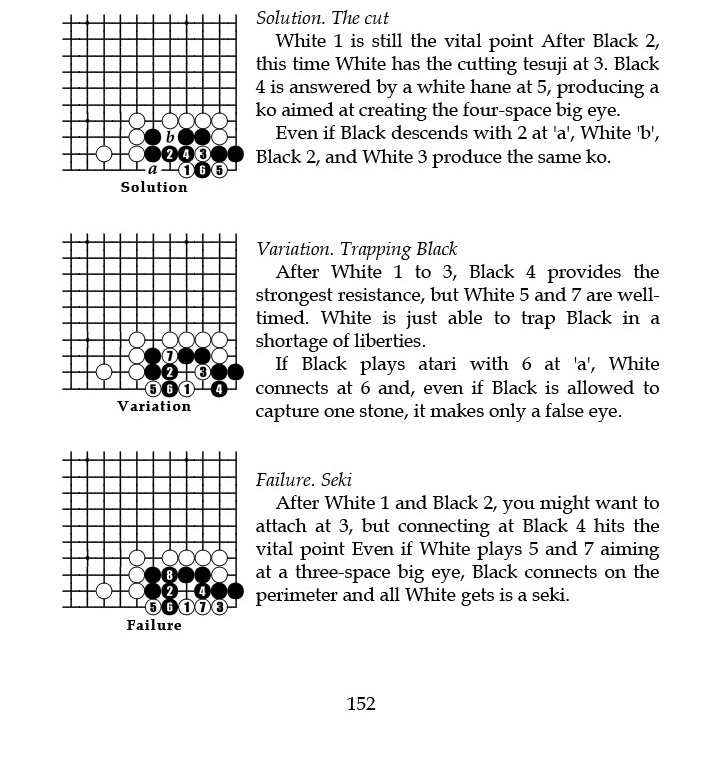 Solution. The cut
White 1 is still the vital point After Black 2,
this time White has the cutting tesuji at 3. Black
4 is answered by a white hane at 5, producing a
ko aimed at creating the four-space big eye.
Even if Black descends with 2 at 'a', White 'b',
Black 2, and White 3 produce the same ko.
b
2 4 3
a 1 6 5
Solution
Variation. Trapping Black
After White 1 to 3, Black 4 provides the
strongest resistance, but White 5 and 7 are well-
timed. White is just able to trap Black in a
shortage of liberties.
If Black plays atari with 6 at 'a', White
connects at 6 and, even if Black is allowed to
capture one stone, it makes only a false eye.
7
2 3
5 6 1 4
Variation
Failure. Seki
After White 1 and Black 2, you might want to
attach at 3, but connecting at Black 4 hits the
vital point Even if White plays 5 and 7 aiming
at a three-space big eye, Black connects on the
perimeter and all White gets is a seki.
8
2 4
5 6 1 7 3
Failure
152